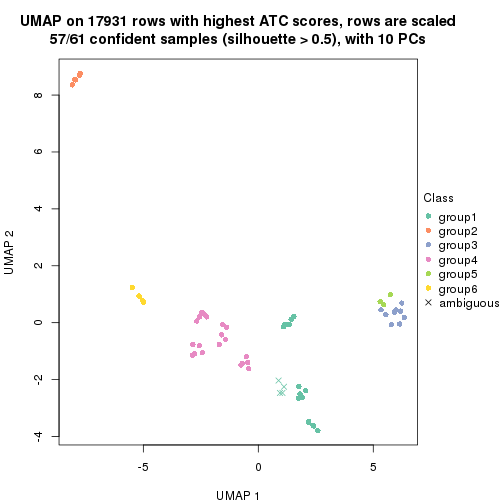 UMAP on 17931 rows with highest ATC scores, rows are scaled
57/61 confident samples (silhouette > 0.5), with 10 PCs
8
6
4
2
0
-2
-4
UMAP 2
-5
0
5
UMAP 1
Class
group1
group2
group3
group4
group5
group6
ambiguous